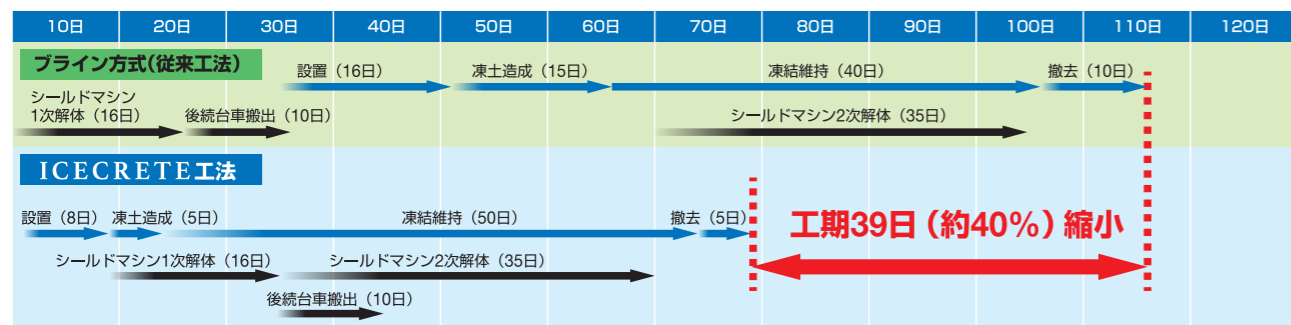 10日 20日 30日 40日 50日 60日 70日 80日 90日 100日 110日 120日
ブライン方式(従来工法)
設置（16日） 凍土造成（15日） 凍結維持（40日） 撤去（10日）
シールドマシン
1次解体（16日） 後続台車搬出（10日） シールドマシン2次解体（35日）
ICECRETE工法
設置（8日） 凍土造成（5日） 凍結維持（50日） 撤去（5日） 工期39日（約40％）縮小
シールドマシン1次解体（16日） シールドマシン2次解体（35日）
後続台車搬出（10日）